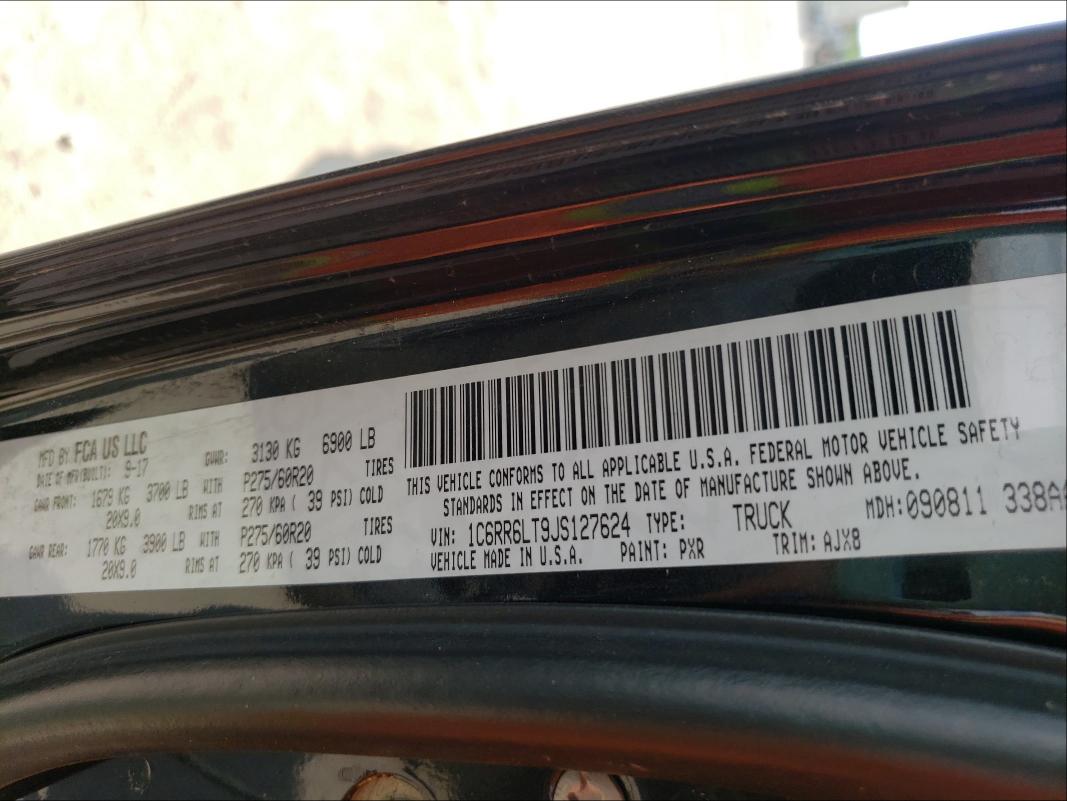 MFD BY FCA US LLC
DATE OF MFR(BUILT): 9-17
GVWR: 3130 KG 6900 LB
GAWR FRONT: 1679 KG 3700 LB WITH P275/60R20 TIRES
20X9.0 RIMS AT 270 KPA ( 39 PSI) COLD
GAWR REAR: 1770 KG 3900 LB WITH P275/60R20 TIRES
20X9.0 RIMS AT 270 KPA ( 39 PSI) COLD
THIS VEHICLE CONFORMS TO ALL APPLICABLE U.S.A. FEDERAL MOTOR VEHICLE SAFETY
STANDARDS IN EFFECT ON THE DATE OF MANUFACTURE SHOWN ABOVE.
VIN: 1C6RR6LT9JS127624 TYPE: TRUCK MDH:090811 338A
VEHICLE MADE IN U.S.A. PAINT: PXR TRIM: AJX8